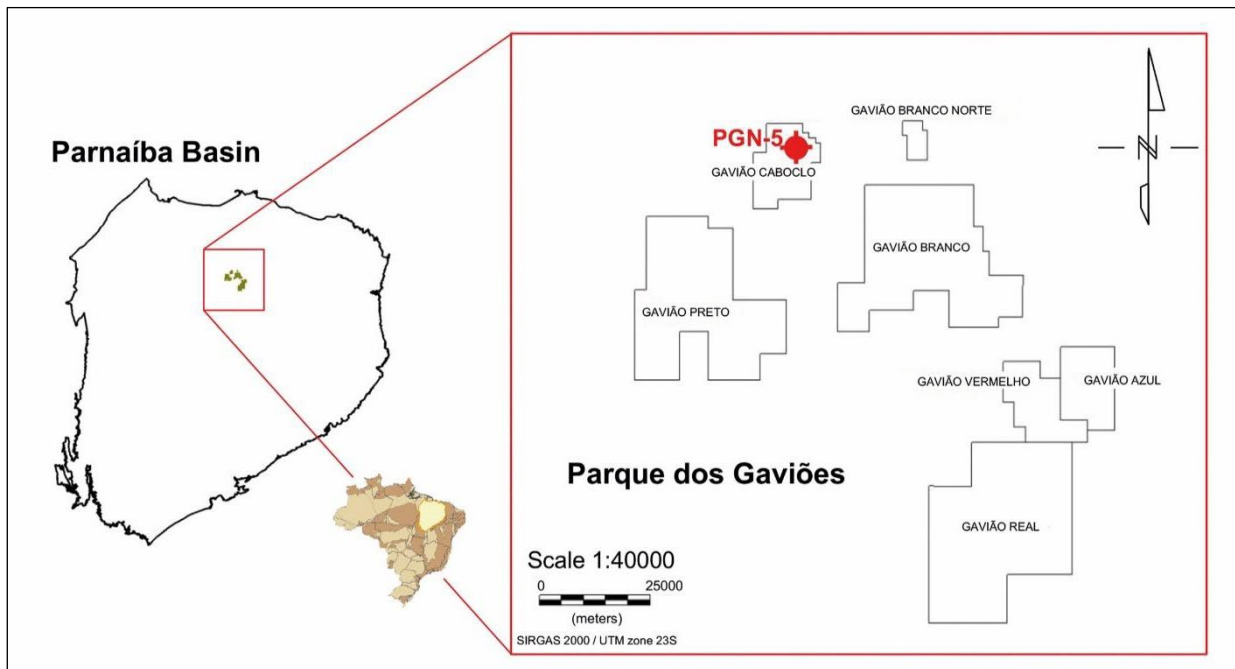 Parnaíba Basin
GAVIÃO BRANCO NORTE
PGN-5
GAVIÃO CABOCLO
N
GAVIÃO BRANCO
GAVIÃO PRETO
GAVIÃO VERMELHO
GAVIÃO AZUL
Parque dos Gaviões
GAVIÃO REAL
Scale 1:40000
0 25000
(meters)
SIRGAS 2000 / UTM zone 23S